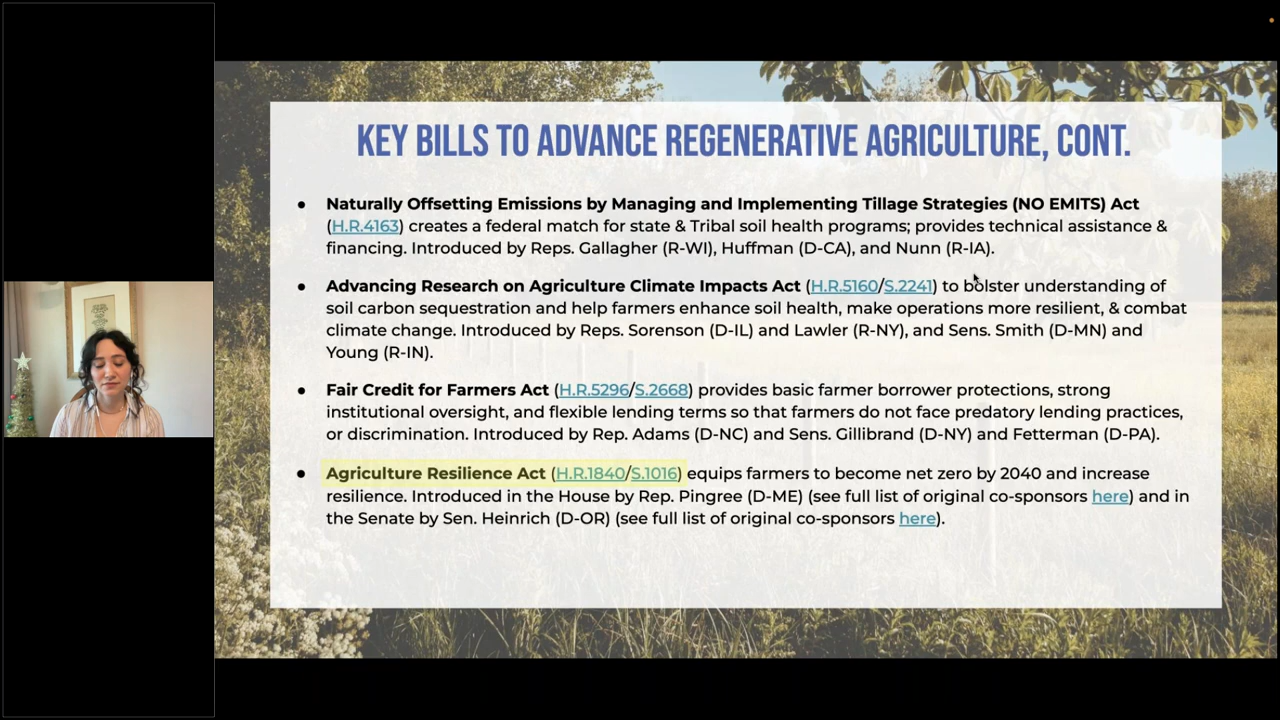 KEY BILLS TO ADVANCE REGENERATIVE AGRICULTURE, CONT.
● Naturally Offsetting Emissions by Managing and Implementing Tillage Strategies (NO EMITS) Act
(H.R.4163) creates a federal match for state & Tribal soil health programs; provides technical assistance &
financing. Introduced by Reps. Gallagher (R-WI), Huffman (D-CA), and Nunn (R-IA).
● Advancing Research on Agriculture Climate Impacts Act (H.R.5160/S.2241) to bolster understanding of
soil carbon sequestration and help farmers enhance soil health, make operations more resilient, & combat
climate change. Introduced by Reps. Sorenson (D-IL) and Lawler (R-NY), and Sens. Smith (D-MN) and
Young (R-IN).
● Fair Credit for Farmers Act (H.R.5296/S.2668) provides basic farmer borrower protections, strong
institutional oversight, and flexible lending terms so that farmers do not face predatory lending practices,
or discrimination. Introduced by Rep. Adams (D-NC) and Sens. Gillibrand (D-NY) and Fetterman (D-PA).
● Agriculture Resilience Act (H.R.1840/S.1016) equips farmers to become net zero by 2040 and increase
resilience. Introduced in the House by Rep. Pingree (D-ME) (see full list of original co-sponsors here) and in
the Senate by Sen. Heinrich (D-OR) (see full list of original co-sponsors here).